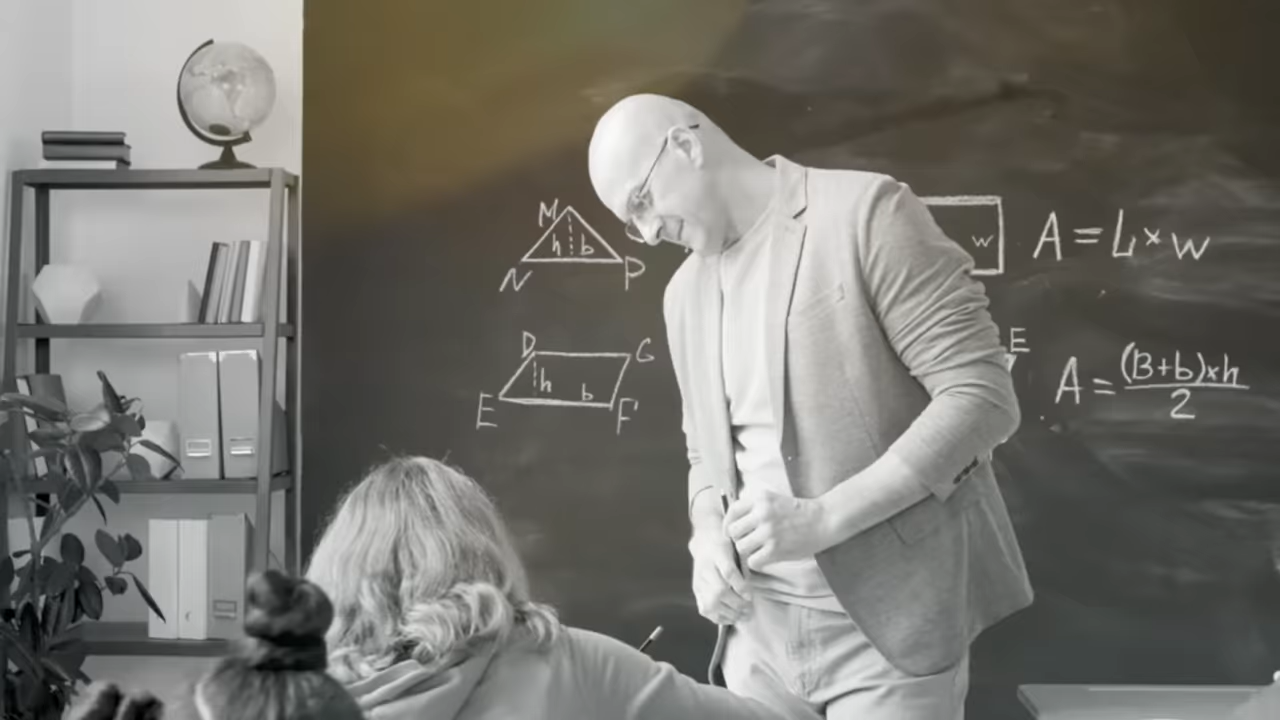 M
h b
N P
w
A = L × w
D G
h b
E F
E
A = (B+b)×h
2